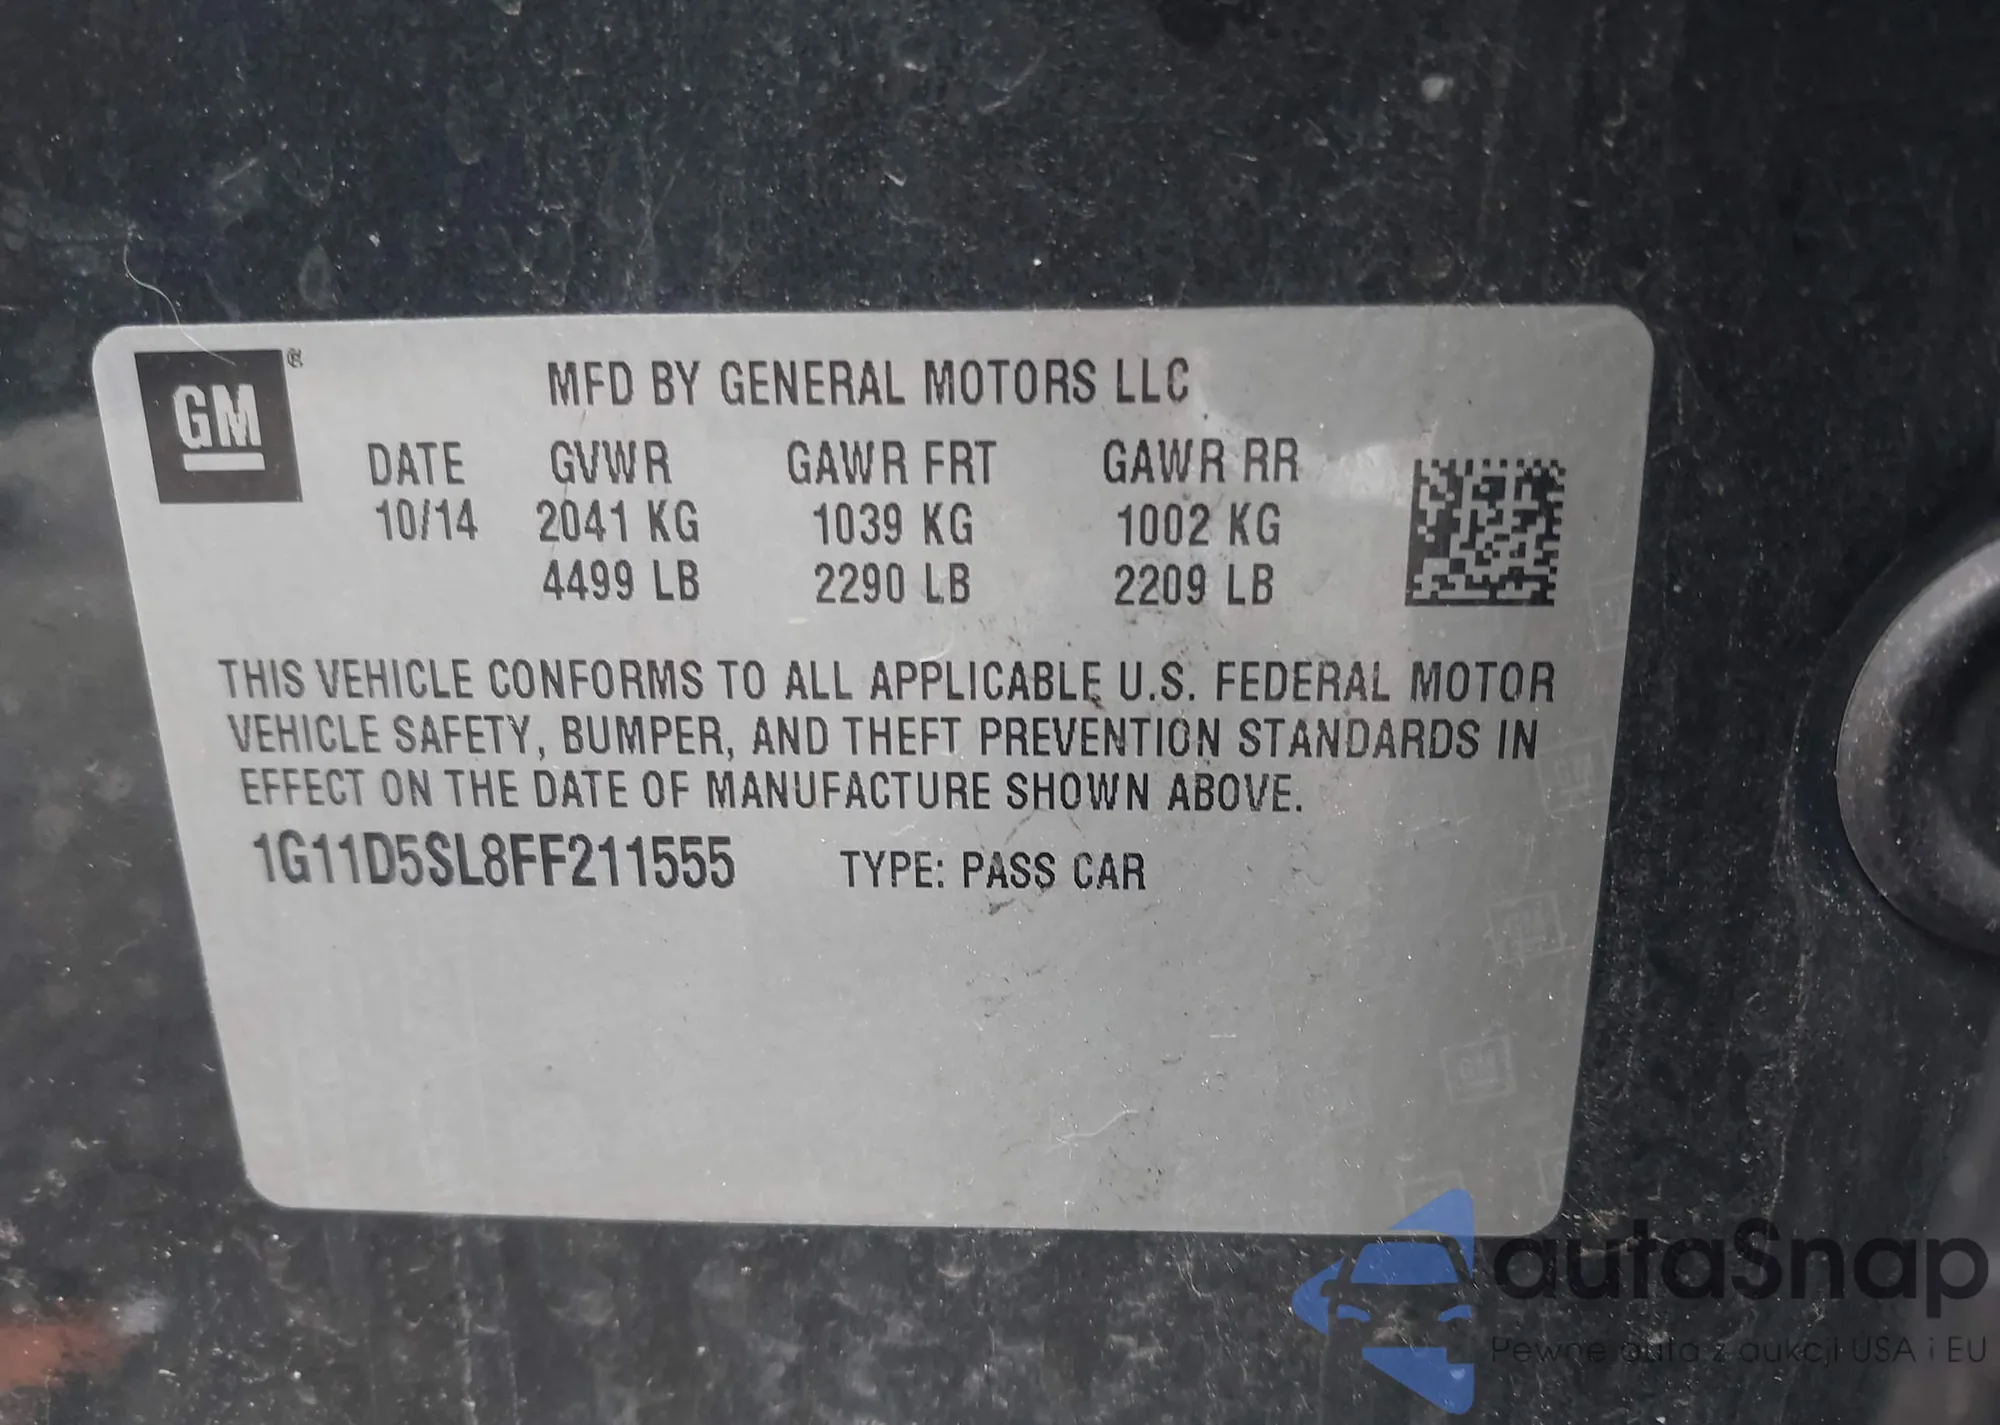 GM ®
MFD BY GENERAL MOTORS LLC
DATE GVWR GAWR FRT GAWR RR
10/14 2041 KG 1039 KG 1002 KG
4499 LB 2290 LB 2209 LB
THIS VEHICLE CONFORMS TO ALL APPLICABLE U.S. FEDERAL MOTOR
VEHICLE SAFETY, BUMPER, AND THEFT PREVENTION STANDARDS IN
EFFECT ON THE DATE OF MANUFACTURE SHOWN ABOVE.
1G11D5SL8FF211555 TYPE: PASS CAR
GM
GM
GM
autaSnap
Pewne auta z aukcji USA i EU